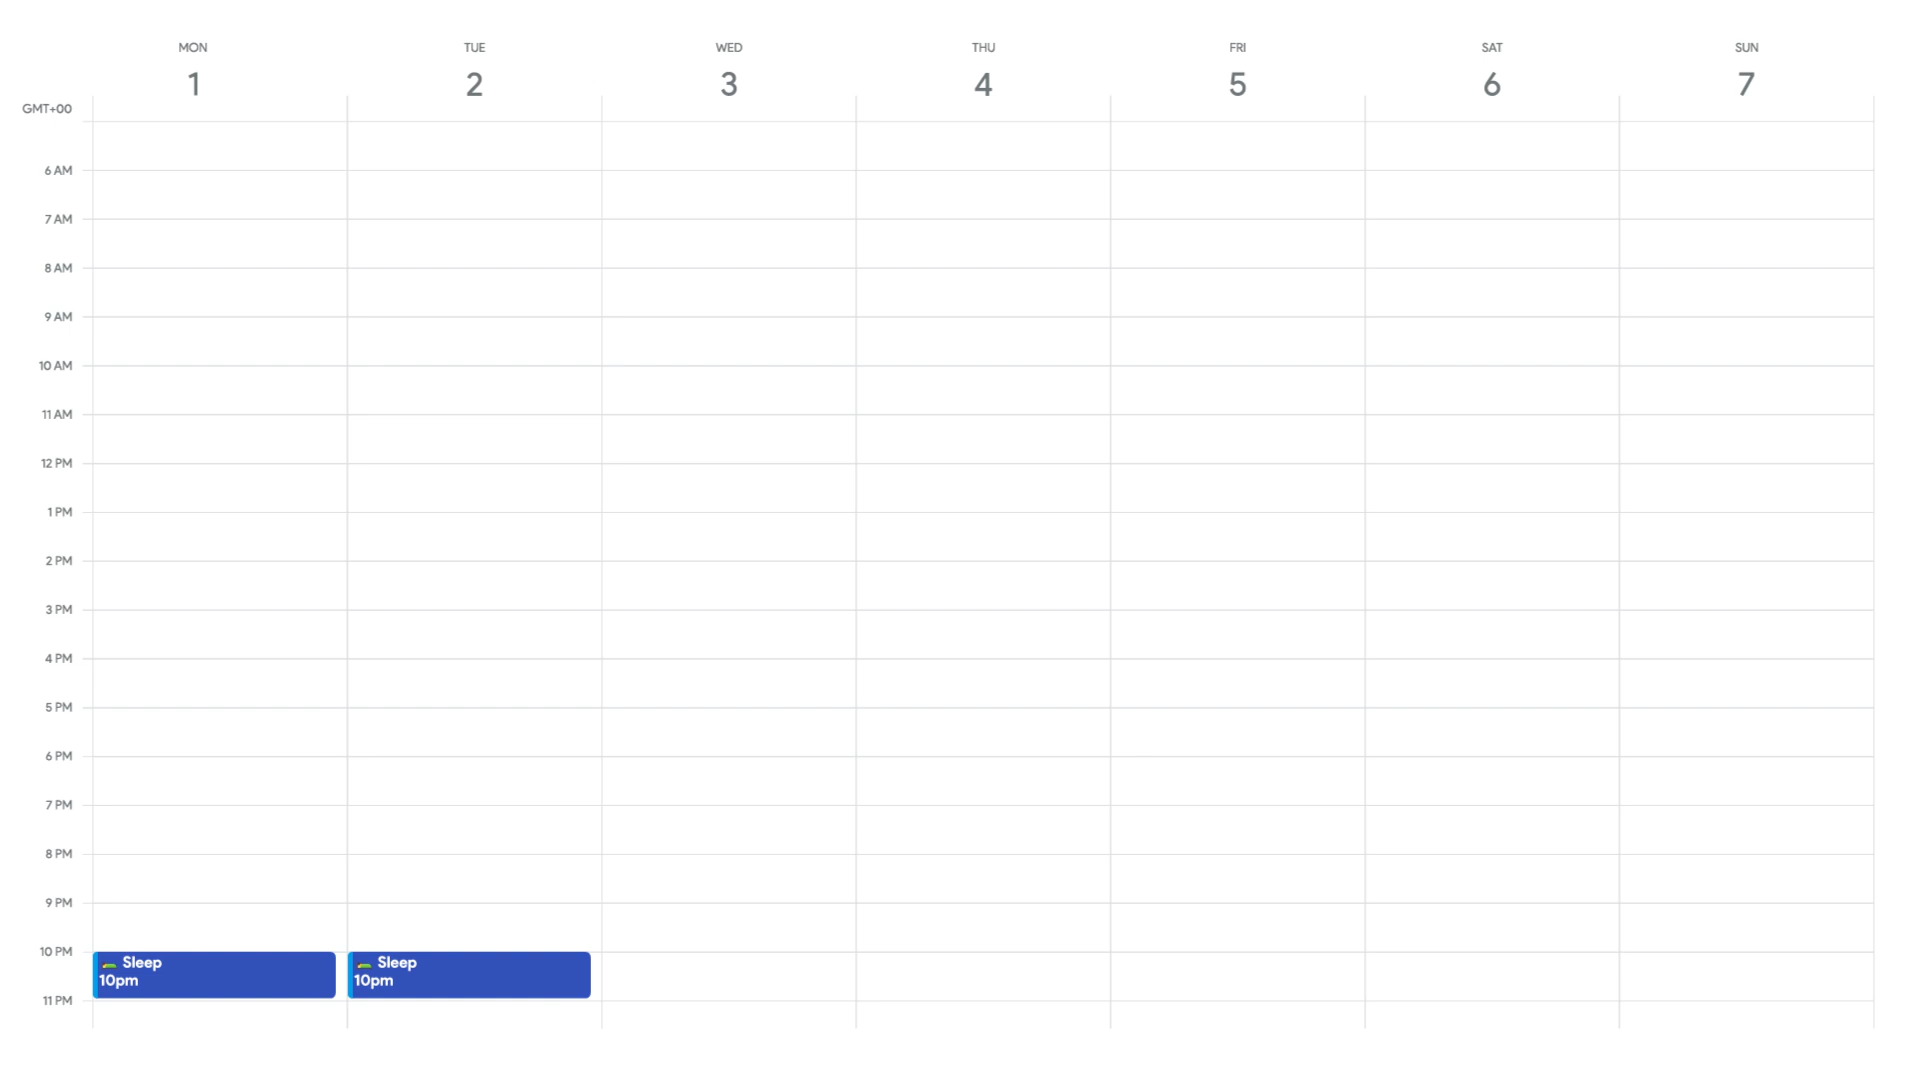 MON TUE WED THU FRI SAT SUN
1 2 3 4 5 6 7
GMT+00
6 AM
7 AM
8 AM
9 AM
10 AM
11 AM
12 PM
1 PM
2 PM
3 PM
4 PM
5 PM
6 PM
7 PM
8 PM
9 PM
10 PM
Sleep Sleep
10pm 10pm
11 PM